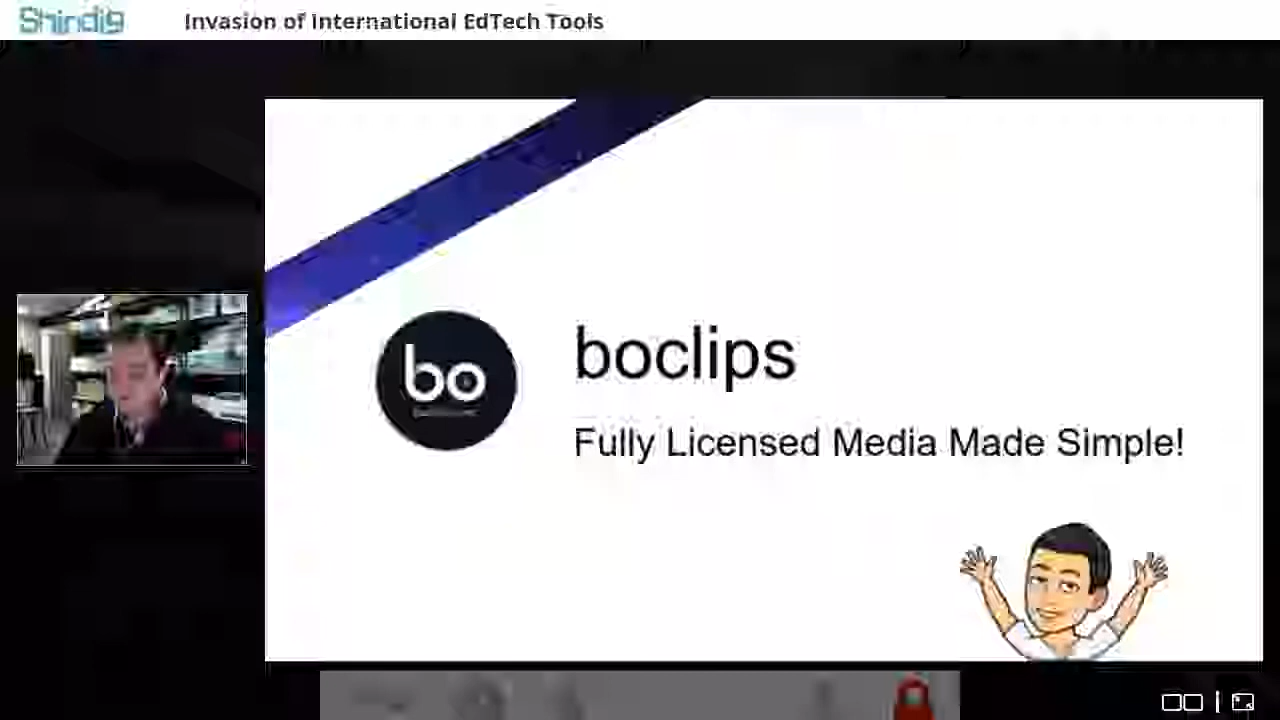 Shindig
Invasion of International EdTech Tools
bo
boclips
Fully Licensed Media Made Simple!